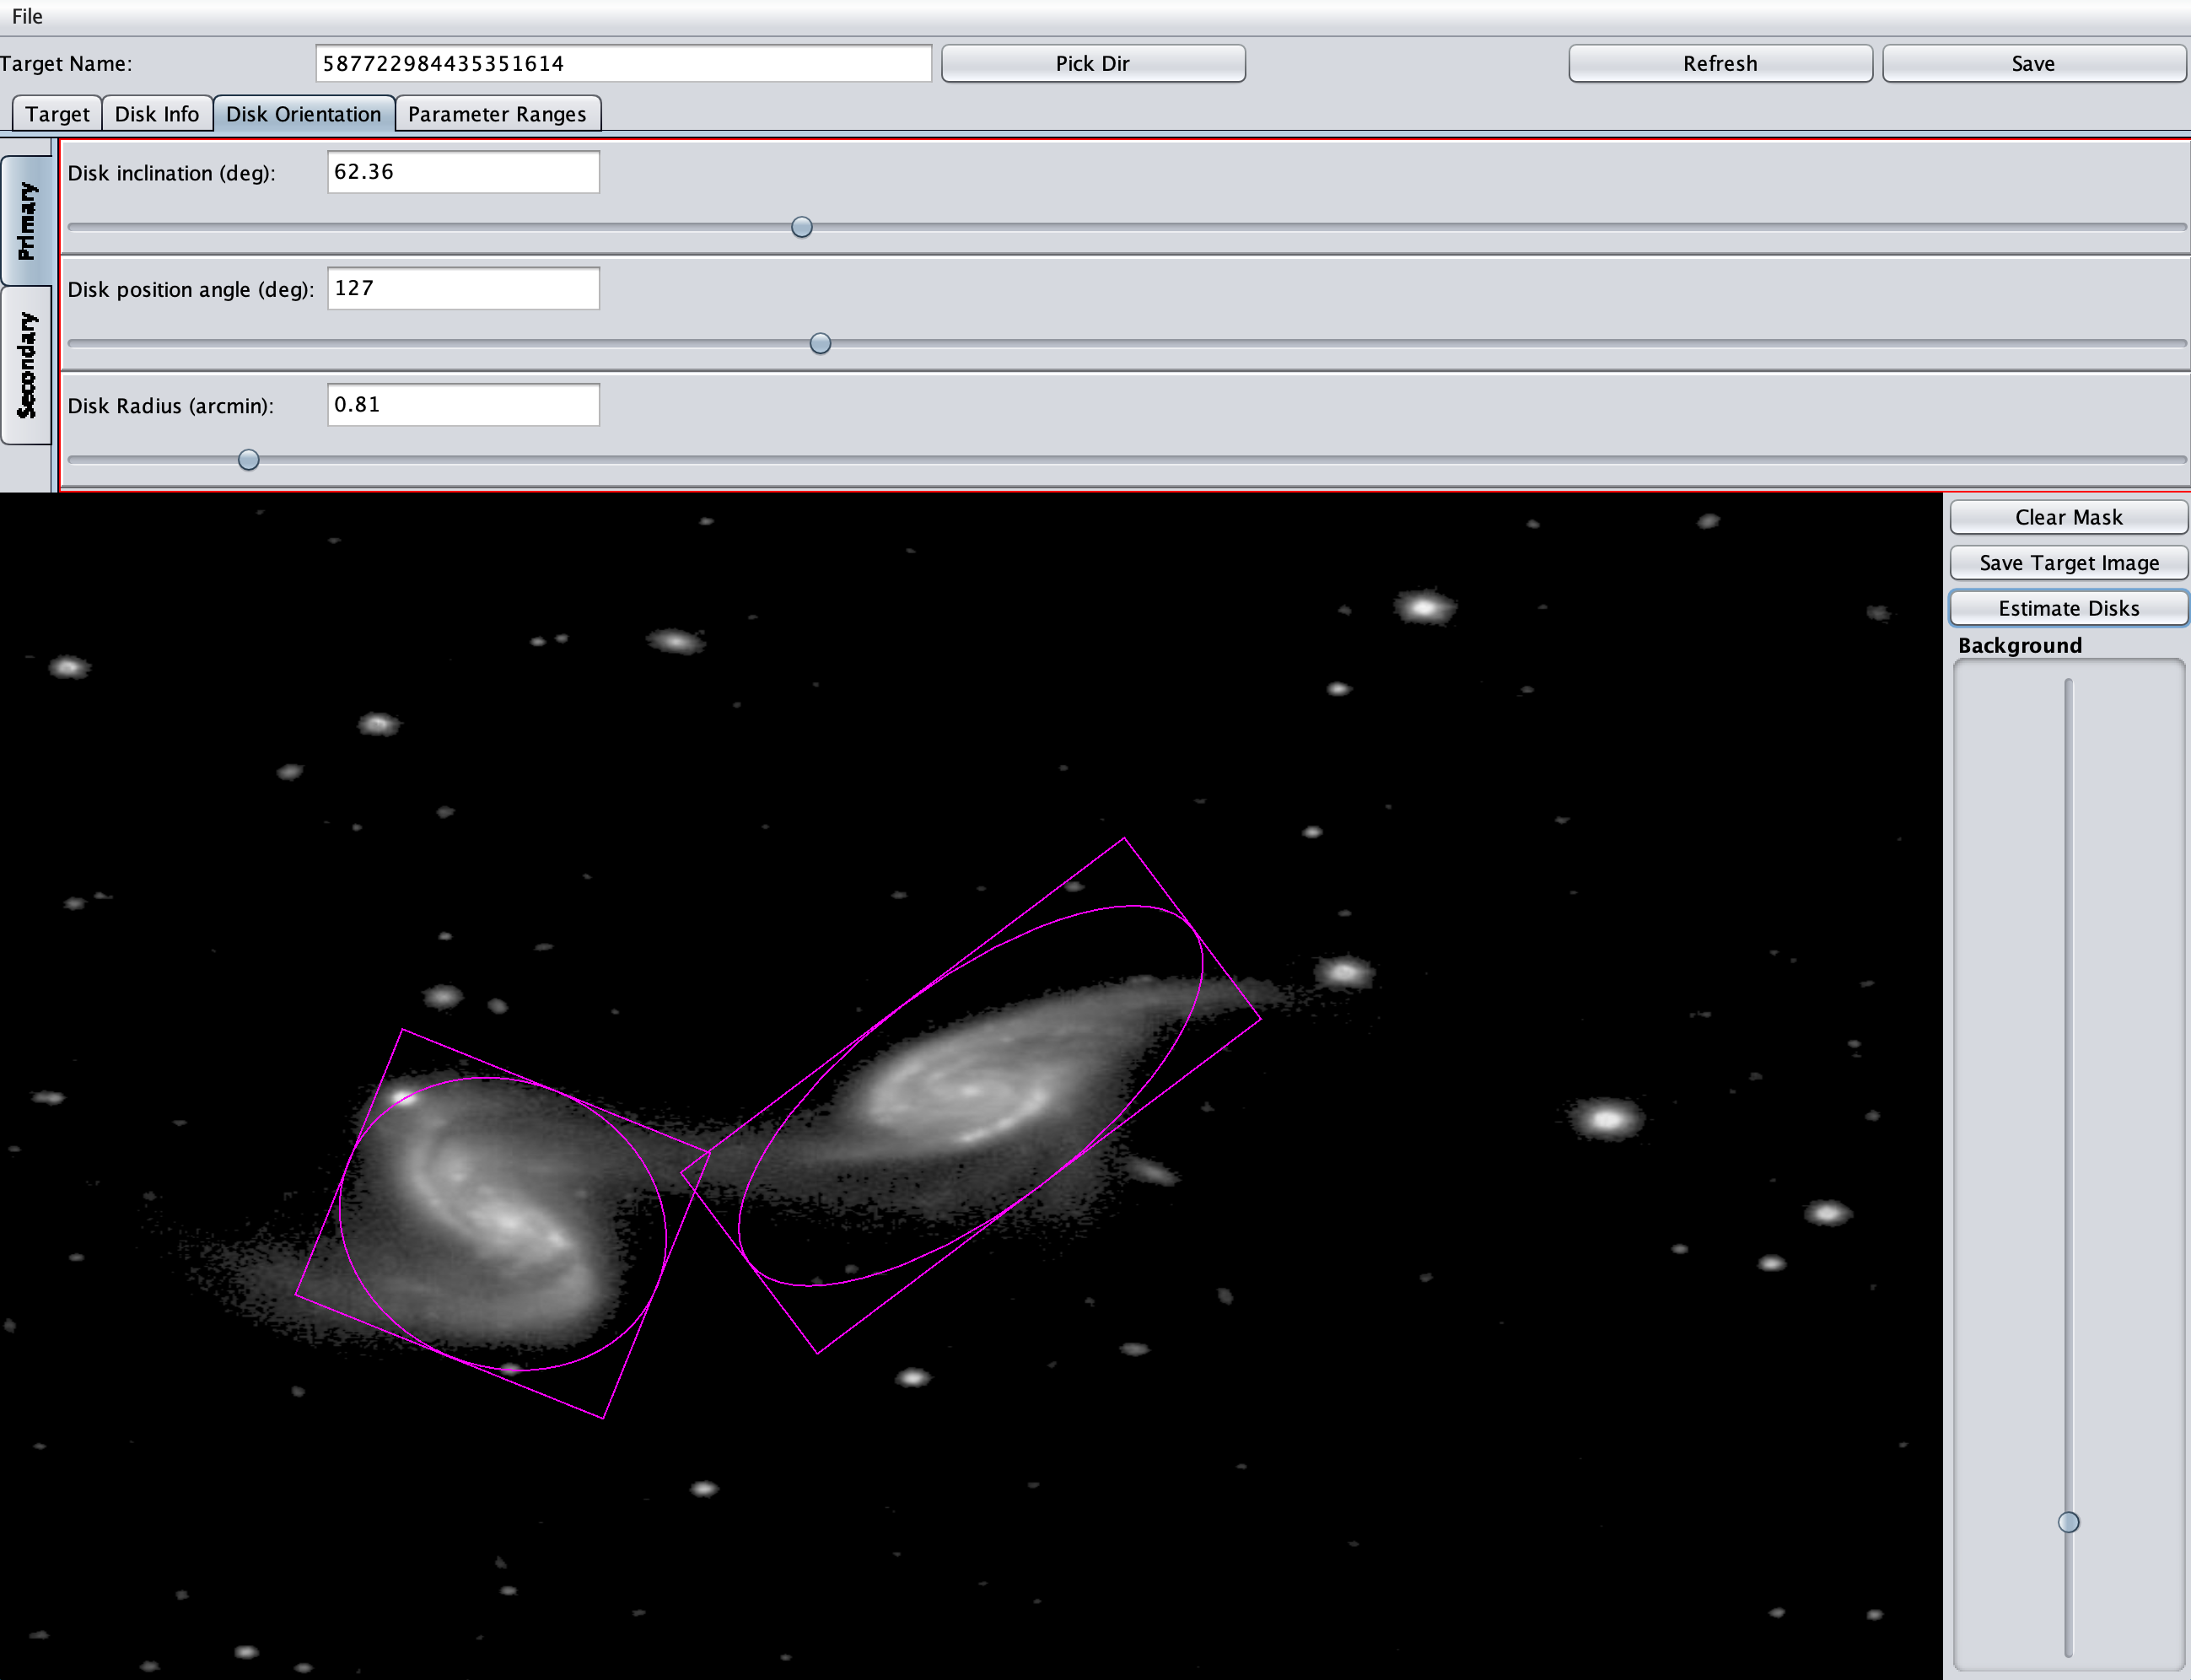 File
Target Name: 587722984435351614 Pick Dir Refresh Save
Target Disk Info Disk Orientation Parameter Ranges
Primary
Disk inclination (deg): 62.36
Disk position angle (deg): 127
Secondary
Disk Radius (arcmin): 0.81
Clear Mask
Save Target Image
Estimate Disks
Background